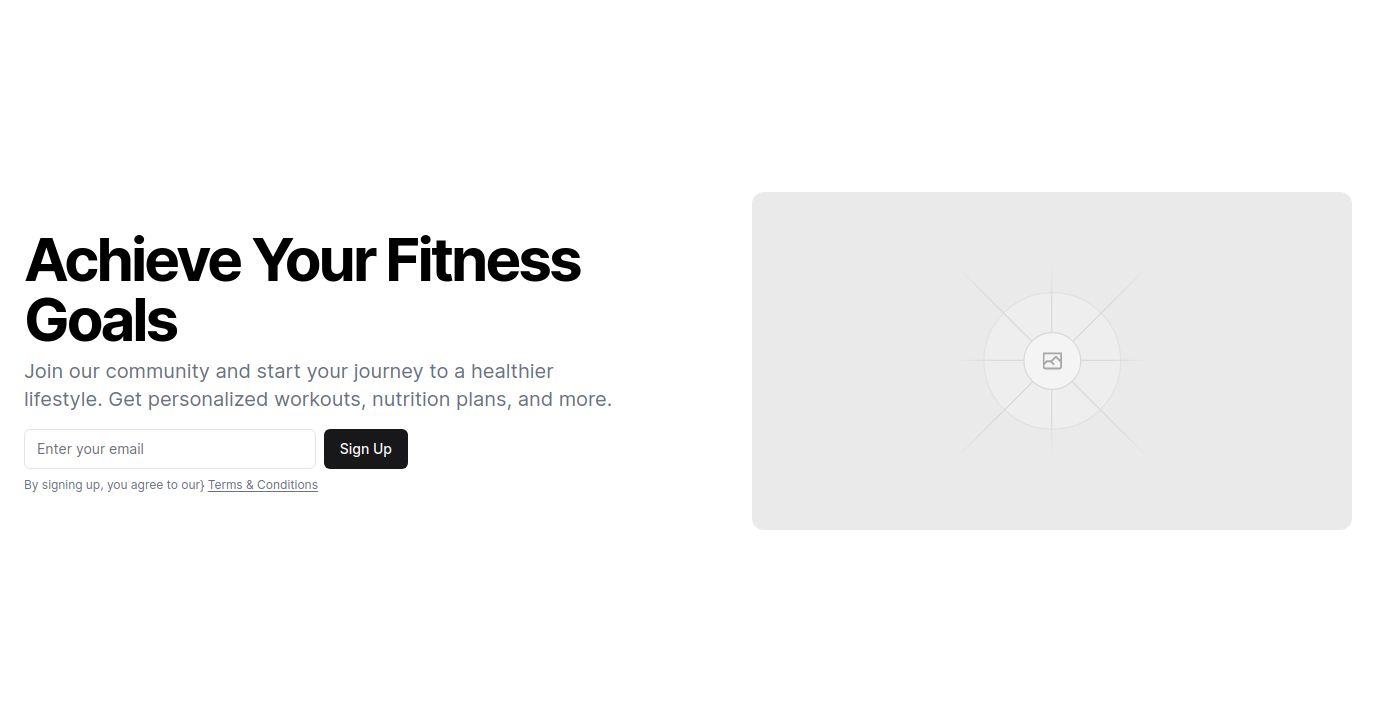 Achieve Your Fitness
Goals
Join our community and start your journey to a healthier
lifestyle. Get personalized workouts, nutrition plans, and more.
Enter your email
Sign Up
By signing up, you agree to our} Terms & Conditions